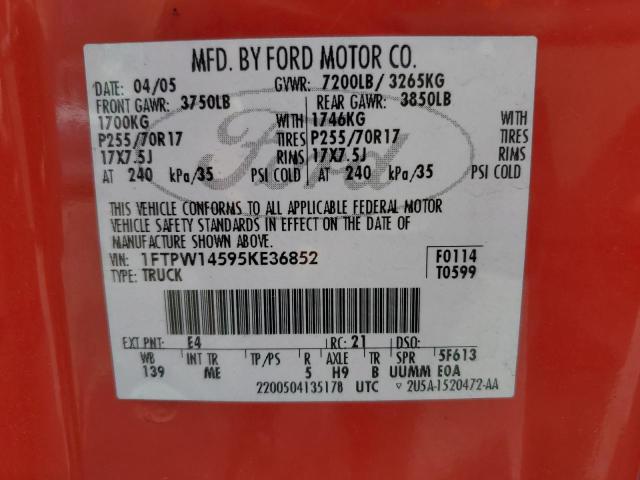 MFD. BY FORD MOTOR CO.
DATE: 04/05 GVWR: 7200LB/ 3265KG
FRONT GAWR: 3750LB REAR GAWR: 3850LB
1700KG WITH 1746KG WITH
P255/70R17 TIRES P255/70R17 TIRES
17X7.5J RIMS 17X7.5J RIMS
AT 240 kPa/35 PSI COLD AT 240 kPa/35 PSI COLD
Ford
THIS VEHICLE CONFORMS TO ALL APPLICABLE FEDERAL MOTOR
VEHICLE SAFETY STANDARDS IN EFFECT ON THE DATE OF
MANUFACTURE SHOWN ABOVE.
VIN: 1FTPW14595KE36852 F0114
TYPE: TRUCK T0599
EXT PNT: E4 RC: 21 DSO:
WB INT TR TP/PS R AXLE TR SPR 5F613
139 ME 5 H9 B UUMM E0A
2200504135178 UTC ▽ 2U5A-1520472-AA